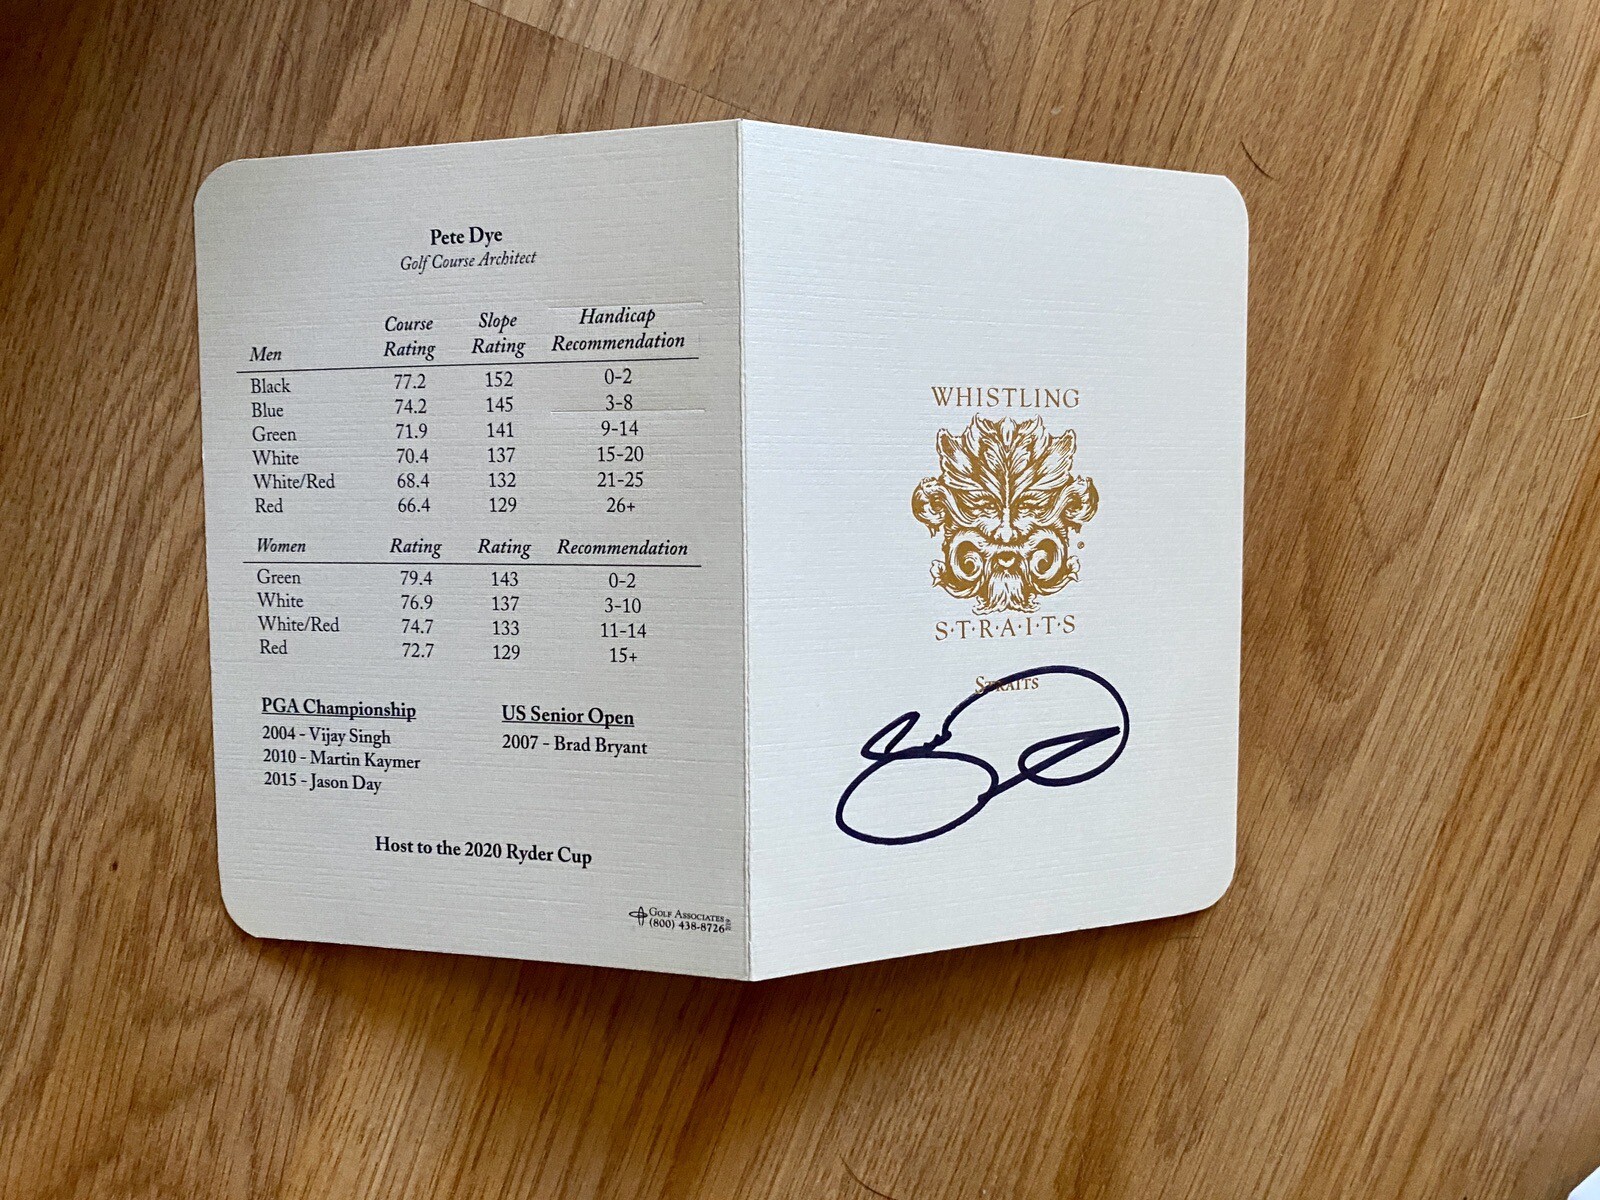 Pete Dye
Golf Course Architect
Men Course Rating Slope Rating Handicap Recommendation
Black 77.2 152 0-2
Blue 74.2 145 3-8
Green 71.9 141 9-14
White 70.4 137 15-20
White/Red 68.4 132 21-25
Red 66.4 129 26+
Women Rating Rating Recommendation
Green 79.4 143 0-2
White 76.9 137 3-10
White/Red 74.7 133 11-14
Red 72.7 129 15+
PGA Championship
2004 - Vijay Singh
2010 - Martin Kaymer
2015 - Jason Day
US Senior Open
2007 - Brad Bryant
Host to the 2020 Ryder Cup
Golf Associates
(800) 438-8726
WHISTLING
S·T·R·A·I·T·S
Straits